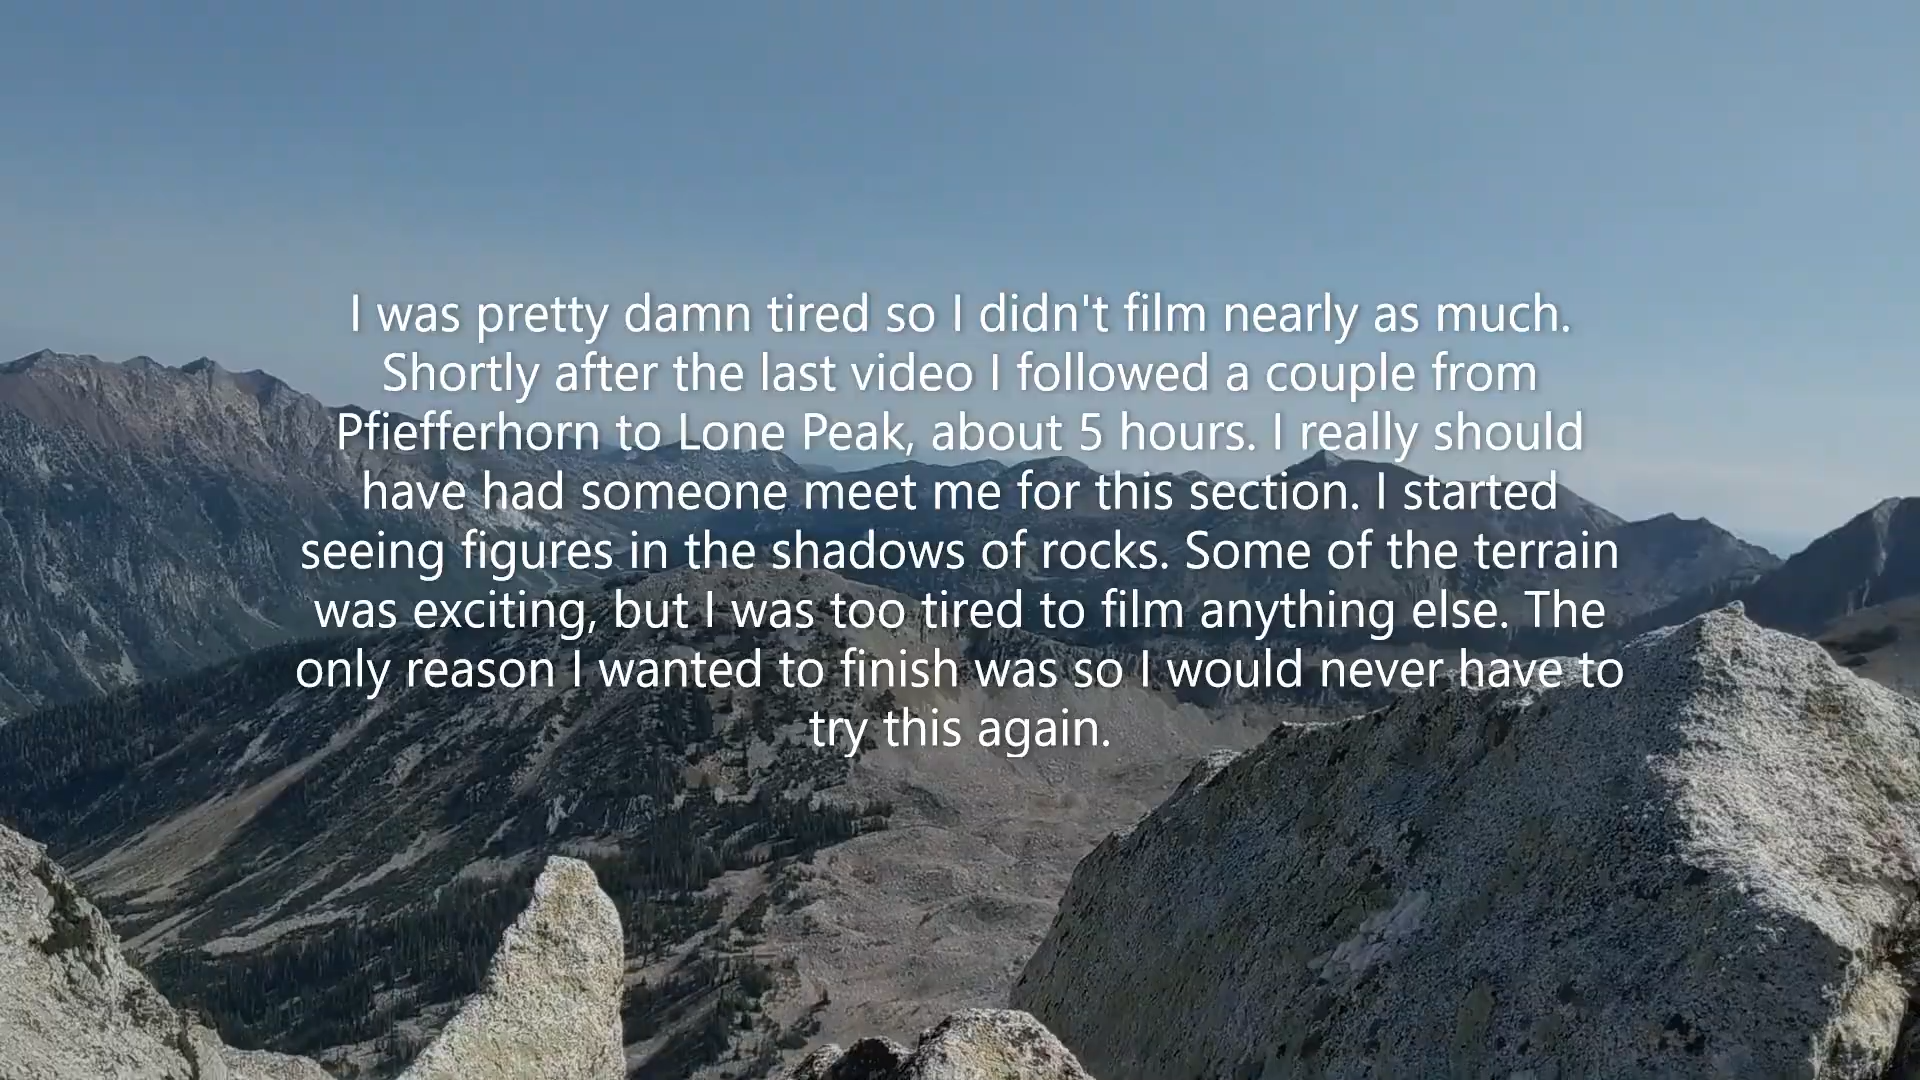 I was pretty damn tired so I didn't film nearly as much.
Shortly after the last video I followed a couple from
Pfiefferhorn to Lone Peak, about 5 hours. I really should
have had someone meet me for this section. I started
seeing figures in the shadows of rocks. Some of the terrain
was exciting, but I was too tired to film anything else. The
only reason I wanted to finish was so I would never have to
try this again.